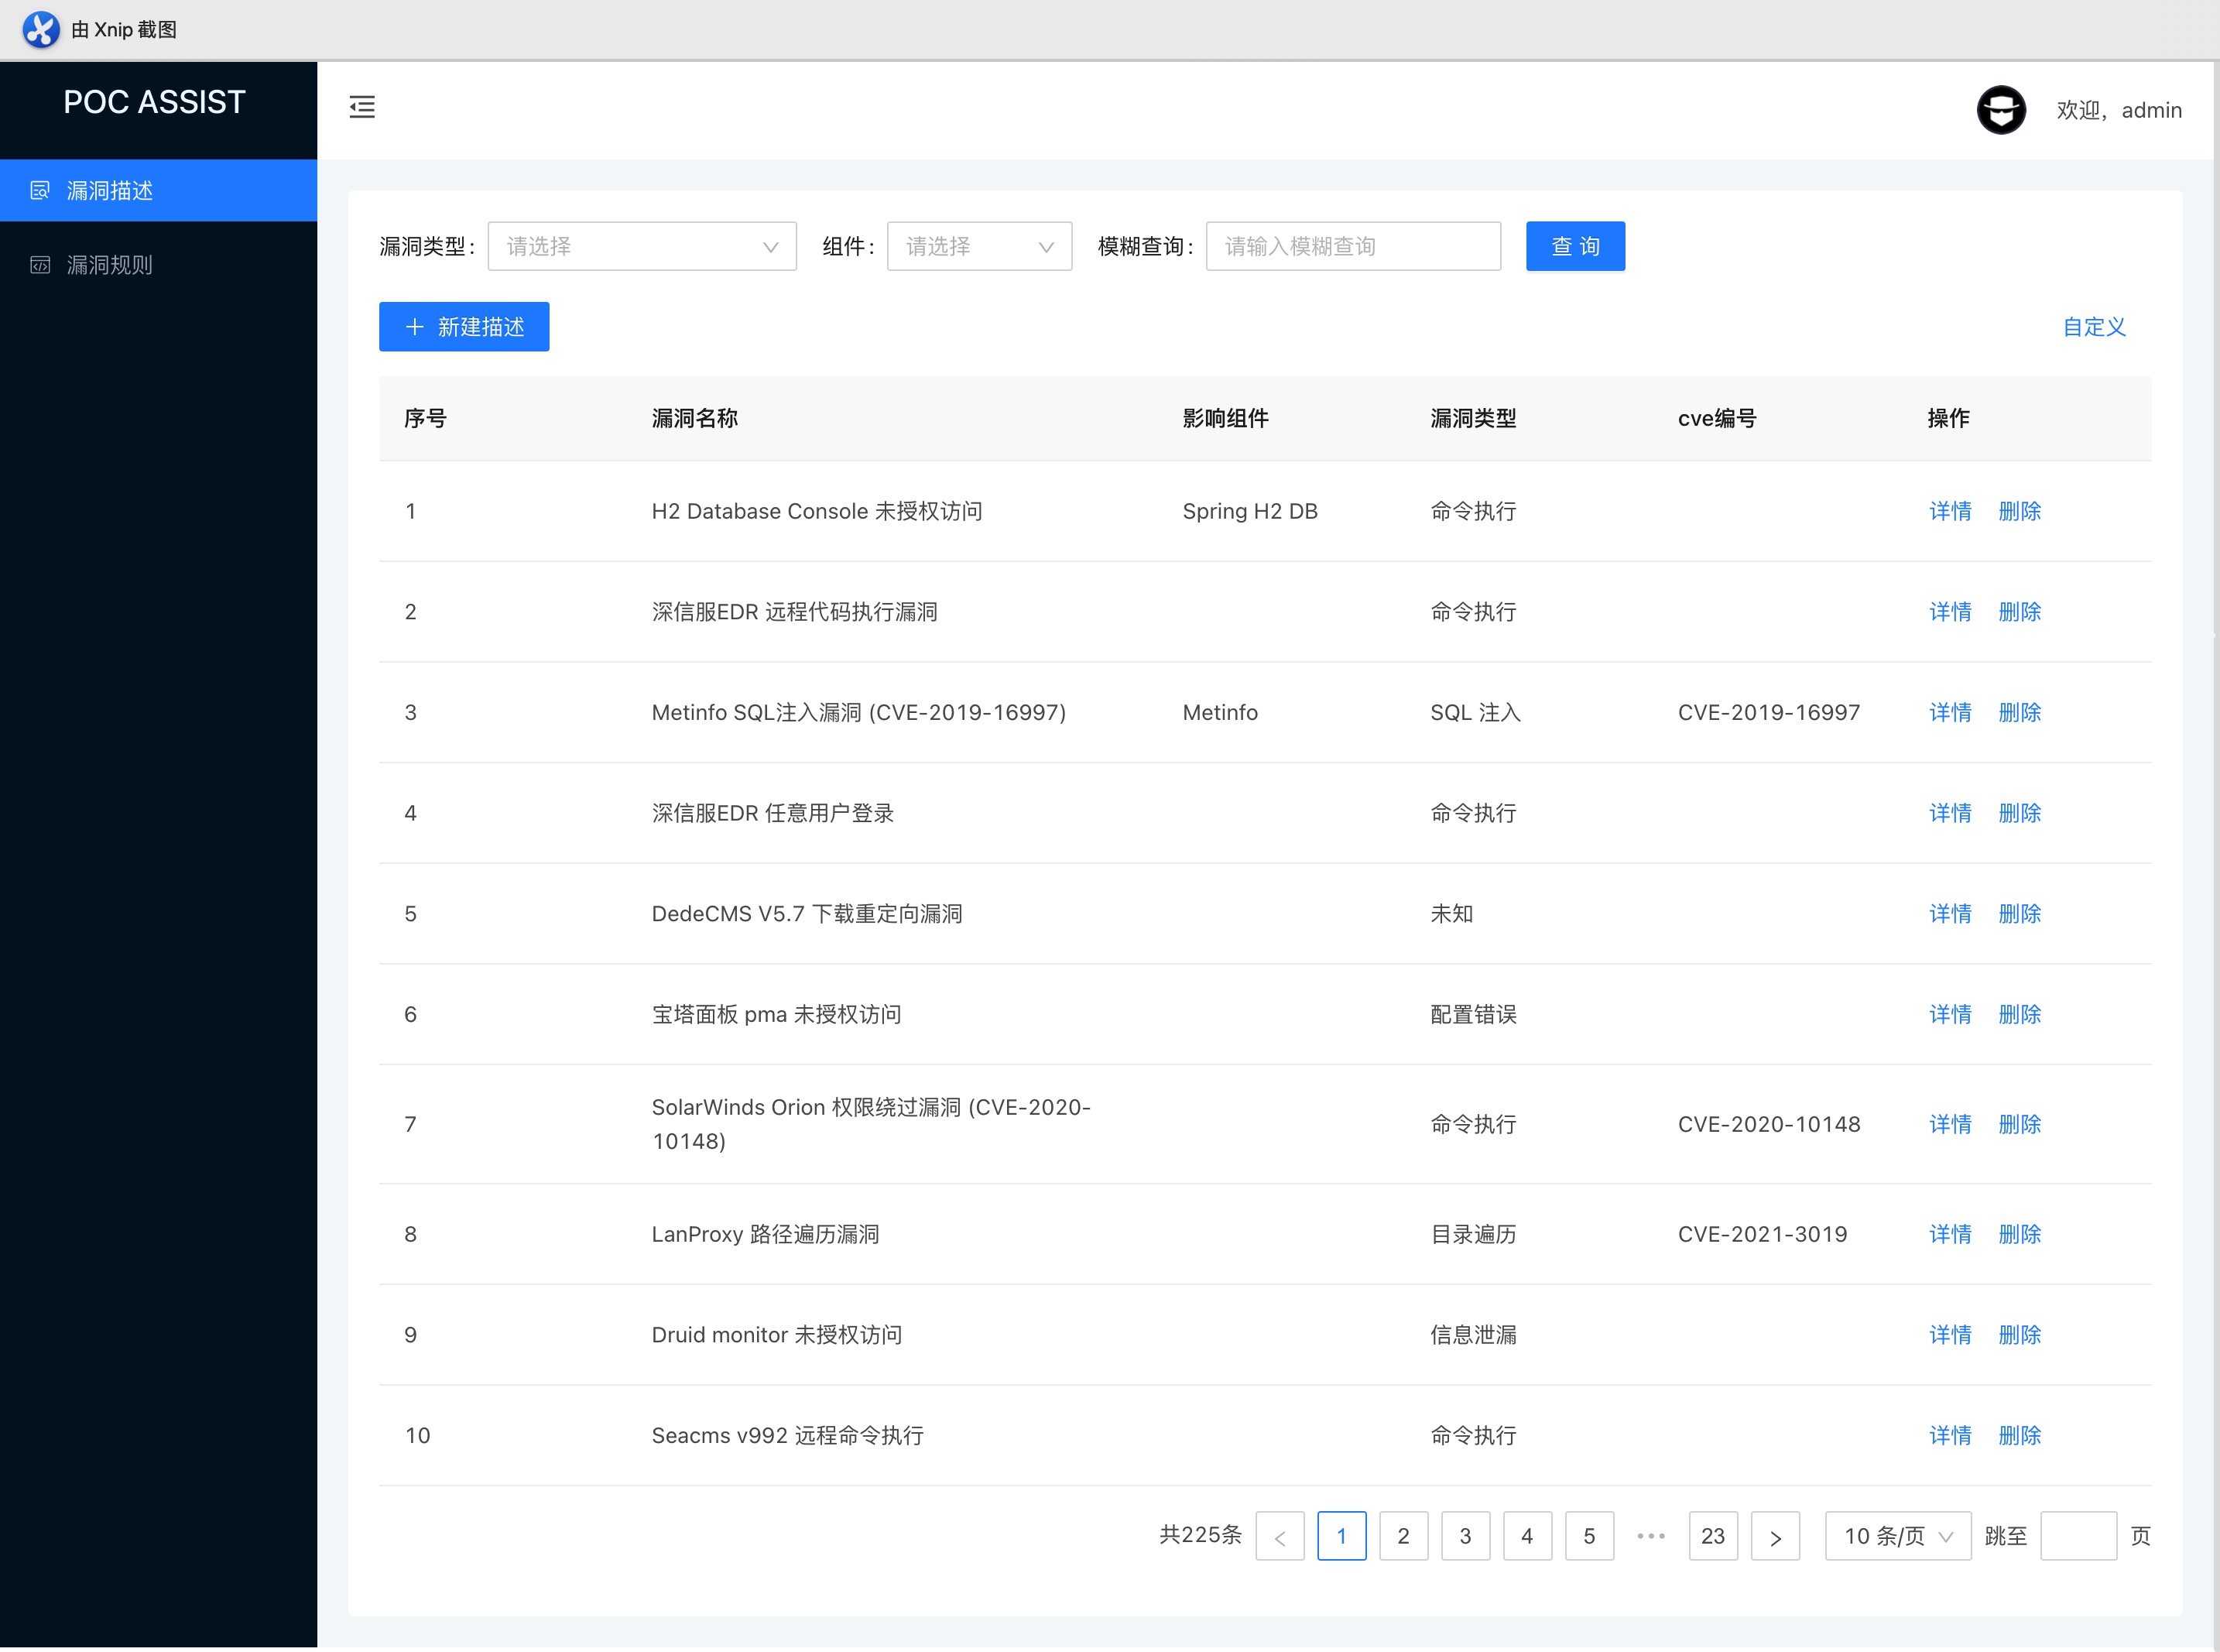 由 Xnip 截图
POC ASSIST
欢迎，admin
漏洞描述
漏洞规则
漏洞类型: 请选择 组件: 请选择 模糊查询: 请输入模糊查询 查 询
新建描述 自定义
序号 漏洞名称 影响组件 漏洞类型 cve编号 操作
1 H2 Database Console 未授权访问 Spring H2 DB 命令执行 详情 删除
2 深信服EDR 远程代码执行漏洞 命令执行 详情 删除
3 Metinfo SQL注入漏洞 (CVE-2019-16997) Metinfo SQL 注入 CVE-2019-16997 详情 删除
4 深信服EDR 任意用户登录 命令执行 详情 删除
5 DedeCMS V5.7 下载重定向漏洞 未知 详情 删除
6 宝塔面板 pma 未授权访问 配置错误 详情 删除
7 SolarWinds Orion 权限绕过漏洞 (CVE-2020-
10148) 命令执行 CVE-2020-10148 详情 删除
8 LanProxy 路径遍历漏洞 目录遍历 CVE-2021-3019 详情 删除
9 Druid monitor 未授权访问 信息泄漏 详情 删除
10 Seacms v992 远程命令执行 命令执行 详情 删除
共225条 < 1 2 3 4 5 ••• 23 > 10 条/页 跳至 页